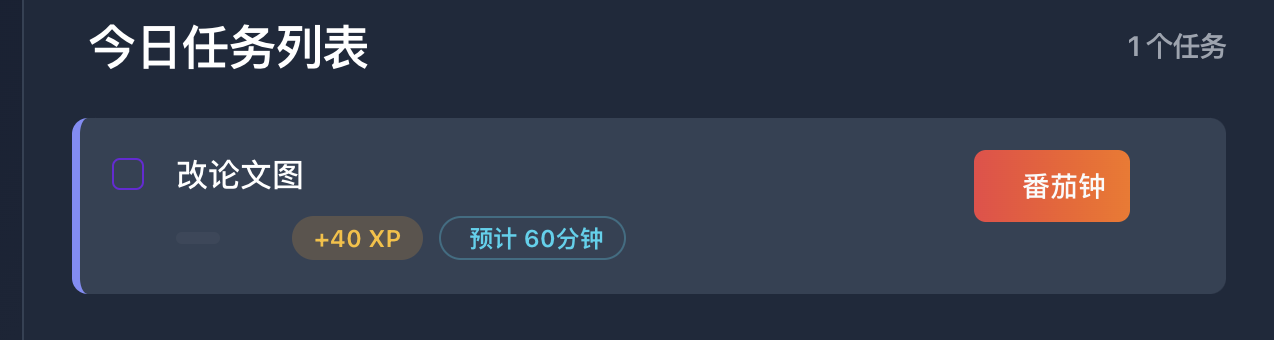 今日任务列表
1 个任务
改论文图
番茄钟
+40 XP
预计 60分钟